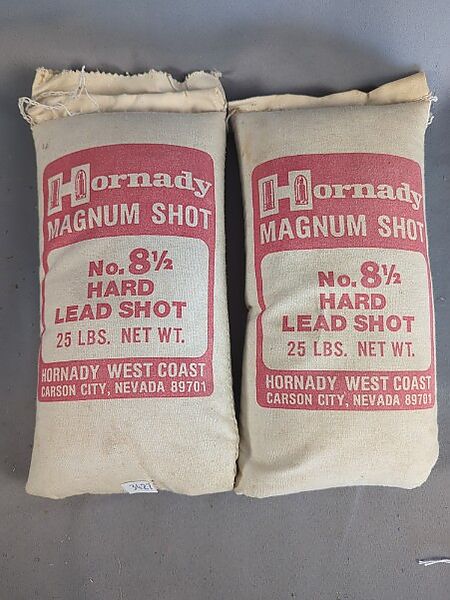 Hornady
MAGNUM SHOT
No. 8½
HARD
LEAD SHOT
25 LBS. NET WT.
HORNADY WEST COAST
CARSON CITY, NEVADA 89701
Hornady
MAGNUM SHOT
No. 8½
HARD
LEAD SHOT
25 LBS. NET WT.
HORNADY WEST COAST
CARSON CITY, NEVADA 89701